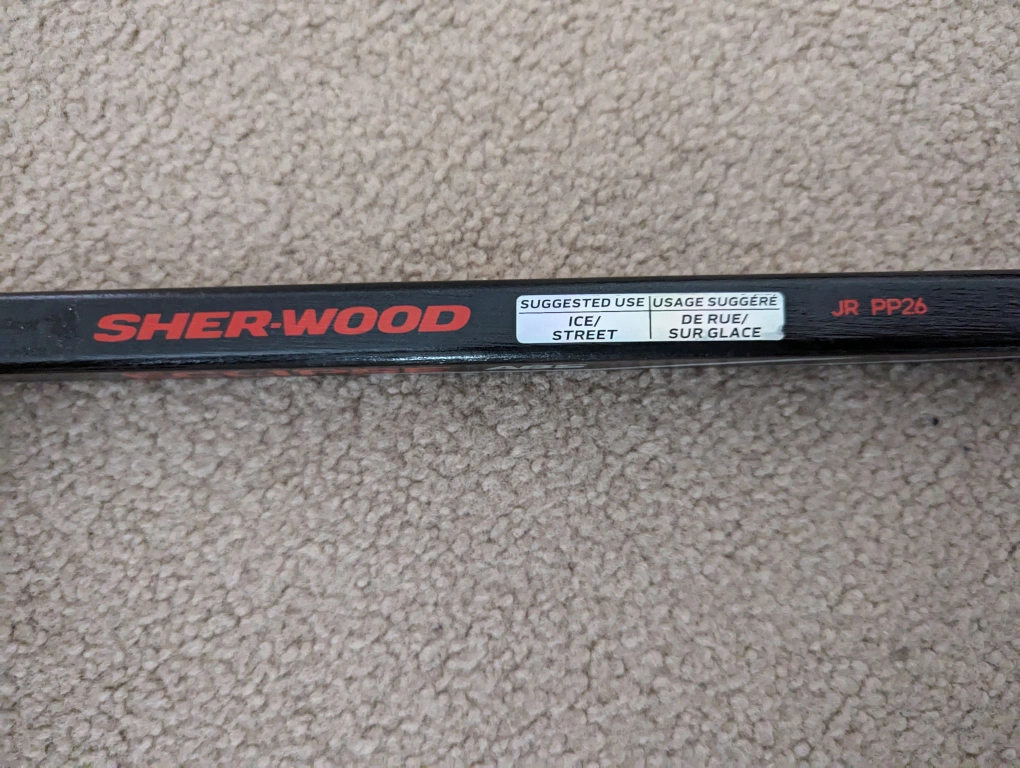 SHER-WOOD
SUGGESTED USE
ICE/
STREET
USAGE SUGGÉRÉ
DE RUE/
SUR GLACE
JR PP26